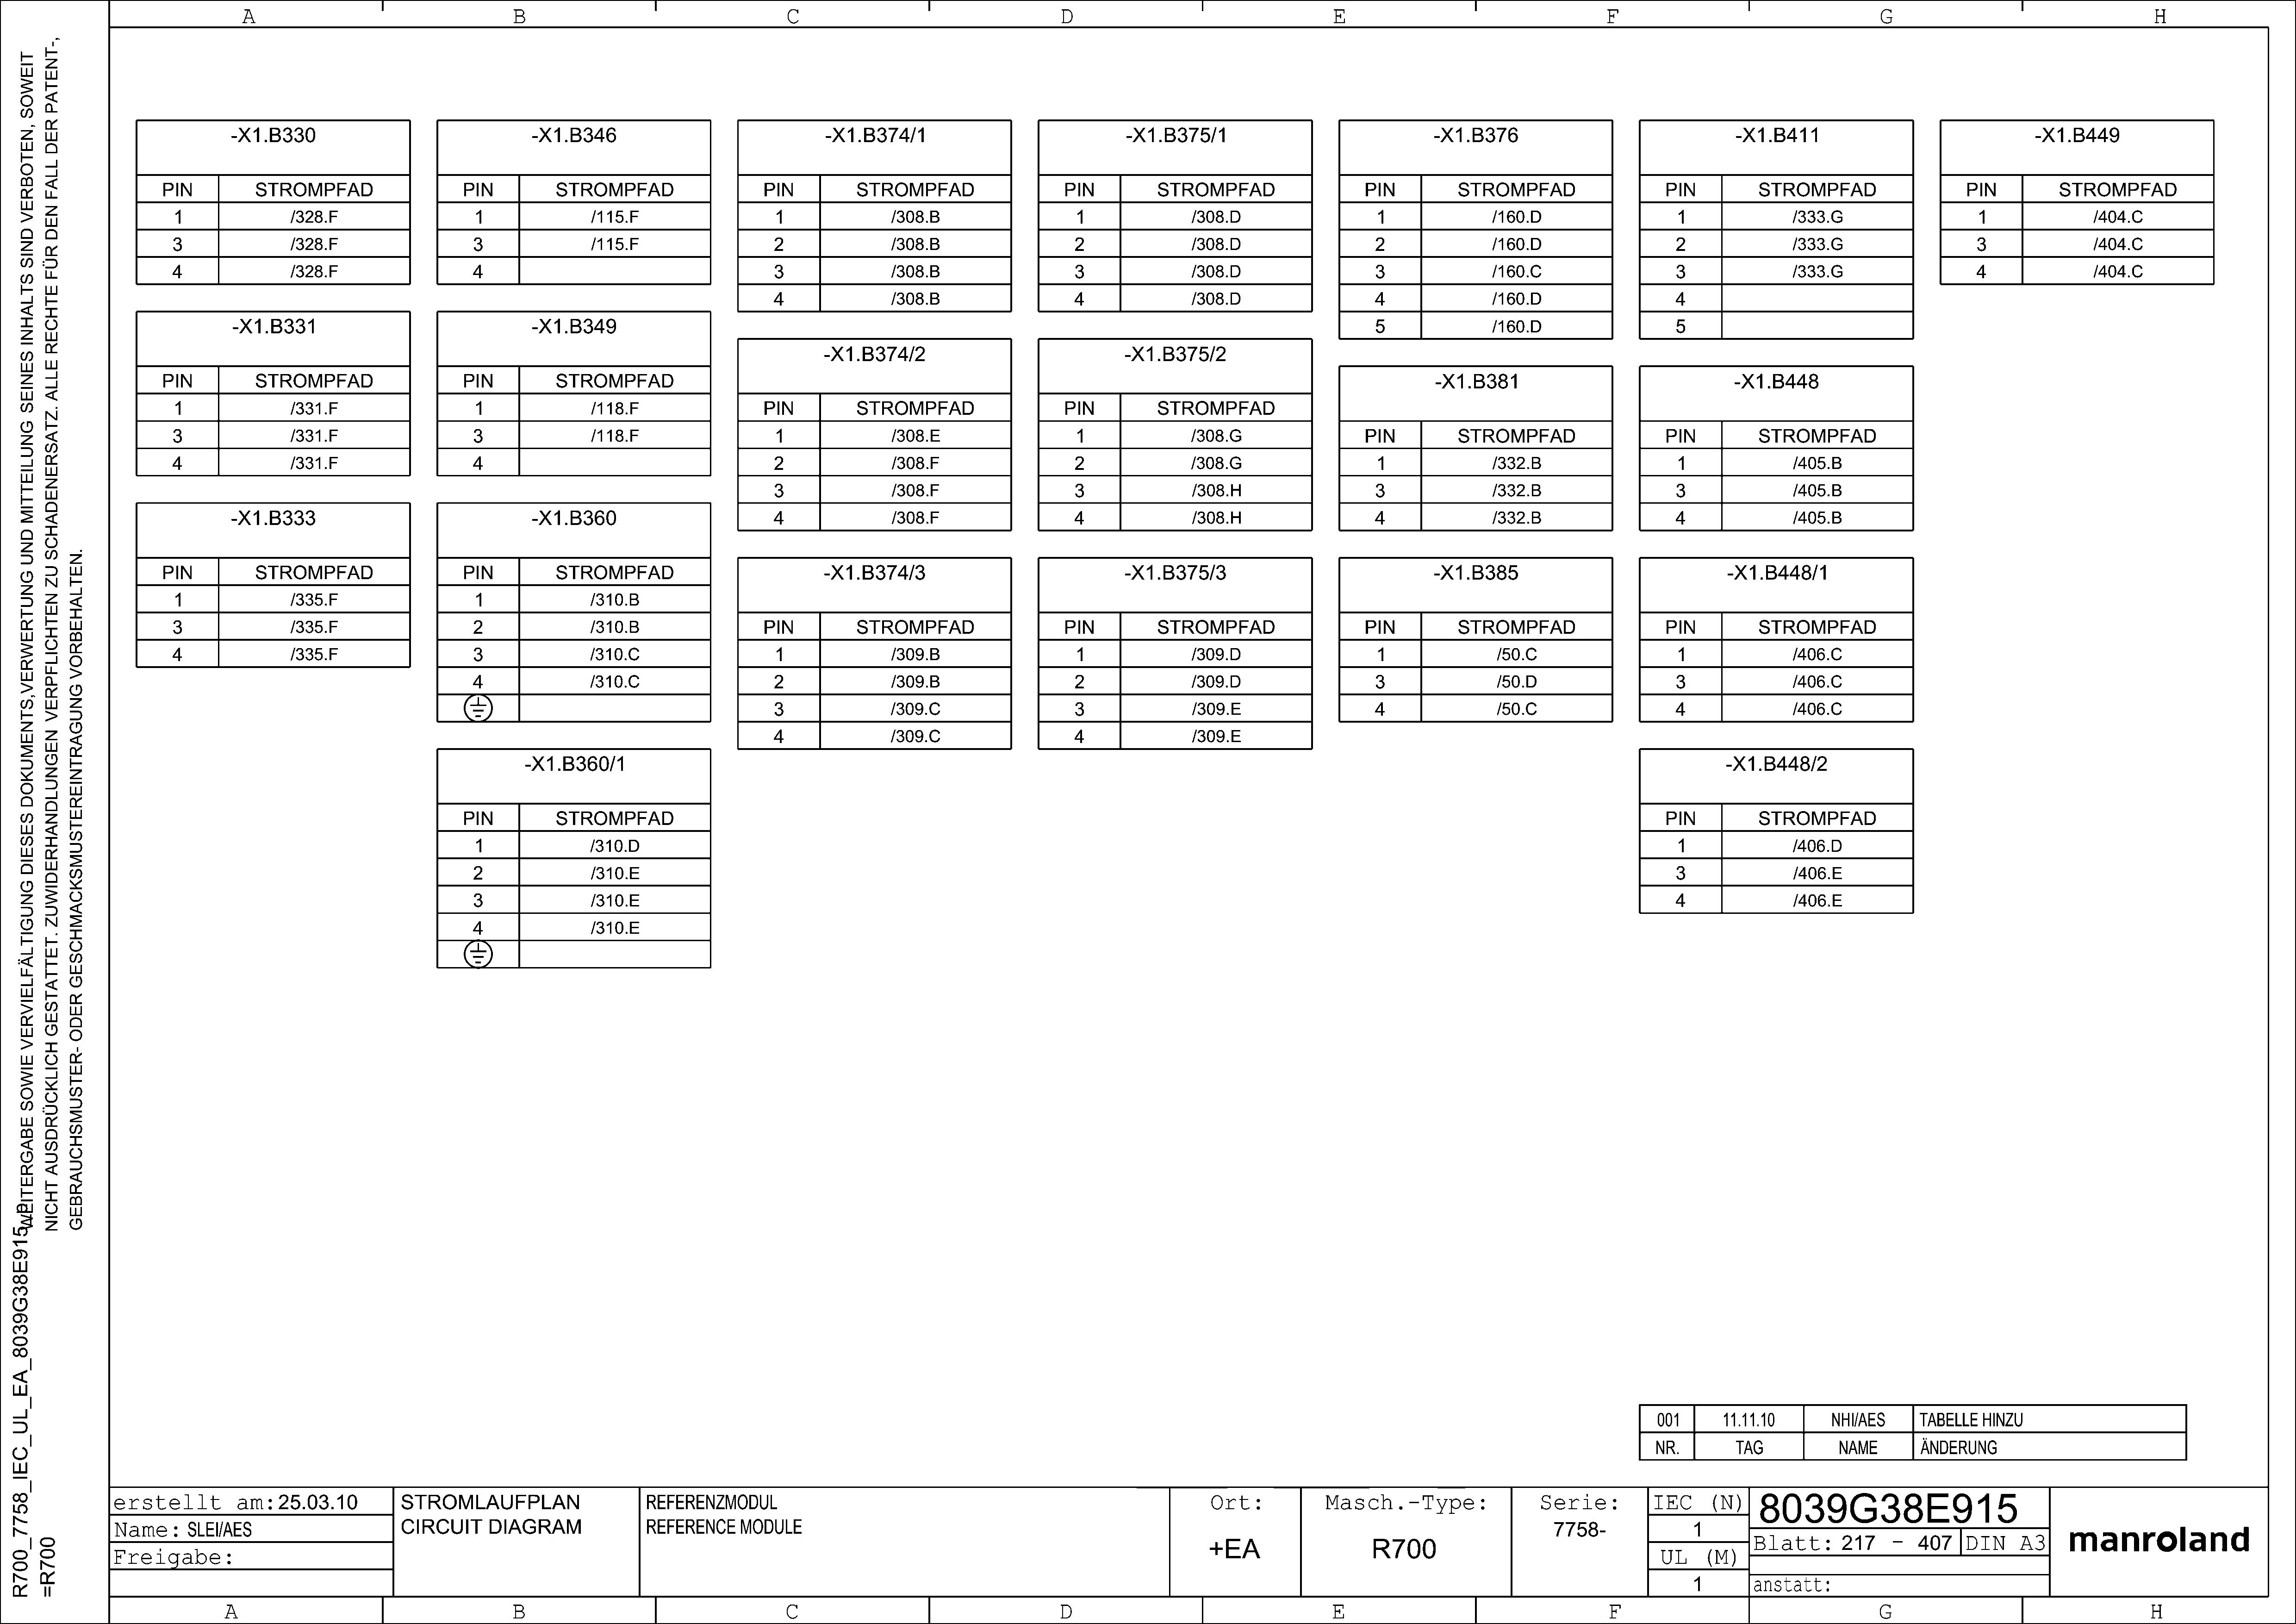 A B C D E F G H
-X1.B330
PIN STROMPFAD
1 /328.F
3 /328.F
4 /328.F
-X1.B331
PIN STROMPFAD
1 /331.F
3 /331.F
4 /331.F
-X1.B333
PIN STROMPFAD
1 /335.F
3 /335.F
4 /335.F
-X1.B346
PIN STROMPFAD
1 /115.F
3 /115.F
4
-X1.B349
PIN STROMPFAD
1 /118.F
3 /118.F
4
-X1.B360
PIN STROMPFAD
1 /310.B
2 /310.B
3 /310.C
4 /310.C
-X1.B360/1
PIN STROMPFAD
1 /310.D
2 /310.E
3 /310.E
4 /310.E
-X1.B374/1
PIN STROMPFAD
1 /308.B
2 /308.B
3 /308.B
4 /308.B
-X1.B374/2
PIN STROMPFAD
1 /308.E
2 /308.F
3 /308.F
4 /308.F
-X1.B374/3
PIN STROMPFAD
1 /309.B
2 /309.B
3 /309.C
4 /309.C
-X1.B375/1
PIN STROMPFAD
1 /308.D
2 /308.D
3 /308.D
4 /308.D
-X1.B375/2
PIN STROMPFAD
1 /308.G
2 /308.G
3 /308.H
4 /308.H
-X1.B375/3
PIN STROMPFAD
1 /309.D
2 /309.D
3 /309.E
4 /309.E
-X1.B376
PIN STROMPFAD
1 /160.D
2 /160.D
3 /160.C
4 /160.D
5 /160.D
-X1.B381
PIN STROMPFAD
1 /332.B
3 /332.B
4 /332.B
-X1.B385
PIN STROMPFAD
1 /50.C
3 /50.D
4 /50.C
-X1.B411
PIN STROMPFAD
1 /333.G
2 /333.G
3 /333.G
4
5
-X1.B448
PIN STROMPFAD
1 /405.B
3 /405.B
4 /405.B
-X1.B448/1
PIN STROMPFAD
1 /406.C
3 /406.C
4 /406.C
-X1.B448/2
PIN STROMPFAD
1 /406.D
3 /406.E
4 /406.E
-X1.B449
PIN STROMPFAD
1 /404.C
3 /404.C
4 /404.C
WEITERGABE SOWIE VERVIELFÄLTIGUNG DIESES DOKUMENTS,VERWERTUNG UND MITTEILUNG SEINES INHALTS SIND VERBOTEN, SOWEIT
NICHT AUSDRÜCKLICH GESTATTET. ZUWIDERHANDLUNGEN VERPFLICHTEN ZU SCHADENERSATZ. ALLE RECHTE FÜR DEN FALL DER PATENT-,
GEBRAUCHSMUSTER- ODER GESCHMACKSMUSTEREINTRAGUNG VORBEHALTEN.
R700_7758_IEC_UL_EA_8039G38E915_D
=R700
001 11.11.10 NHI/AES TABELLE HINZU
NR. TAG NAME ÄNDERUNG
erstellt am: 25.03.10
Name: SLEI/AES
Freigabe:
STROMLAUFPLAN
CIRCUIT DIAGRAM
REFERENZMODUL
REFERENCE MODULE
Ort:
+EA
Masch.-Type:
R700
Serie:
7758-
IEC (N)
1
UL (M)
1
8039G38E915
Blatt: 217 - 407 DIN A3
anstatt:
manroland
A B C D E F G H